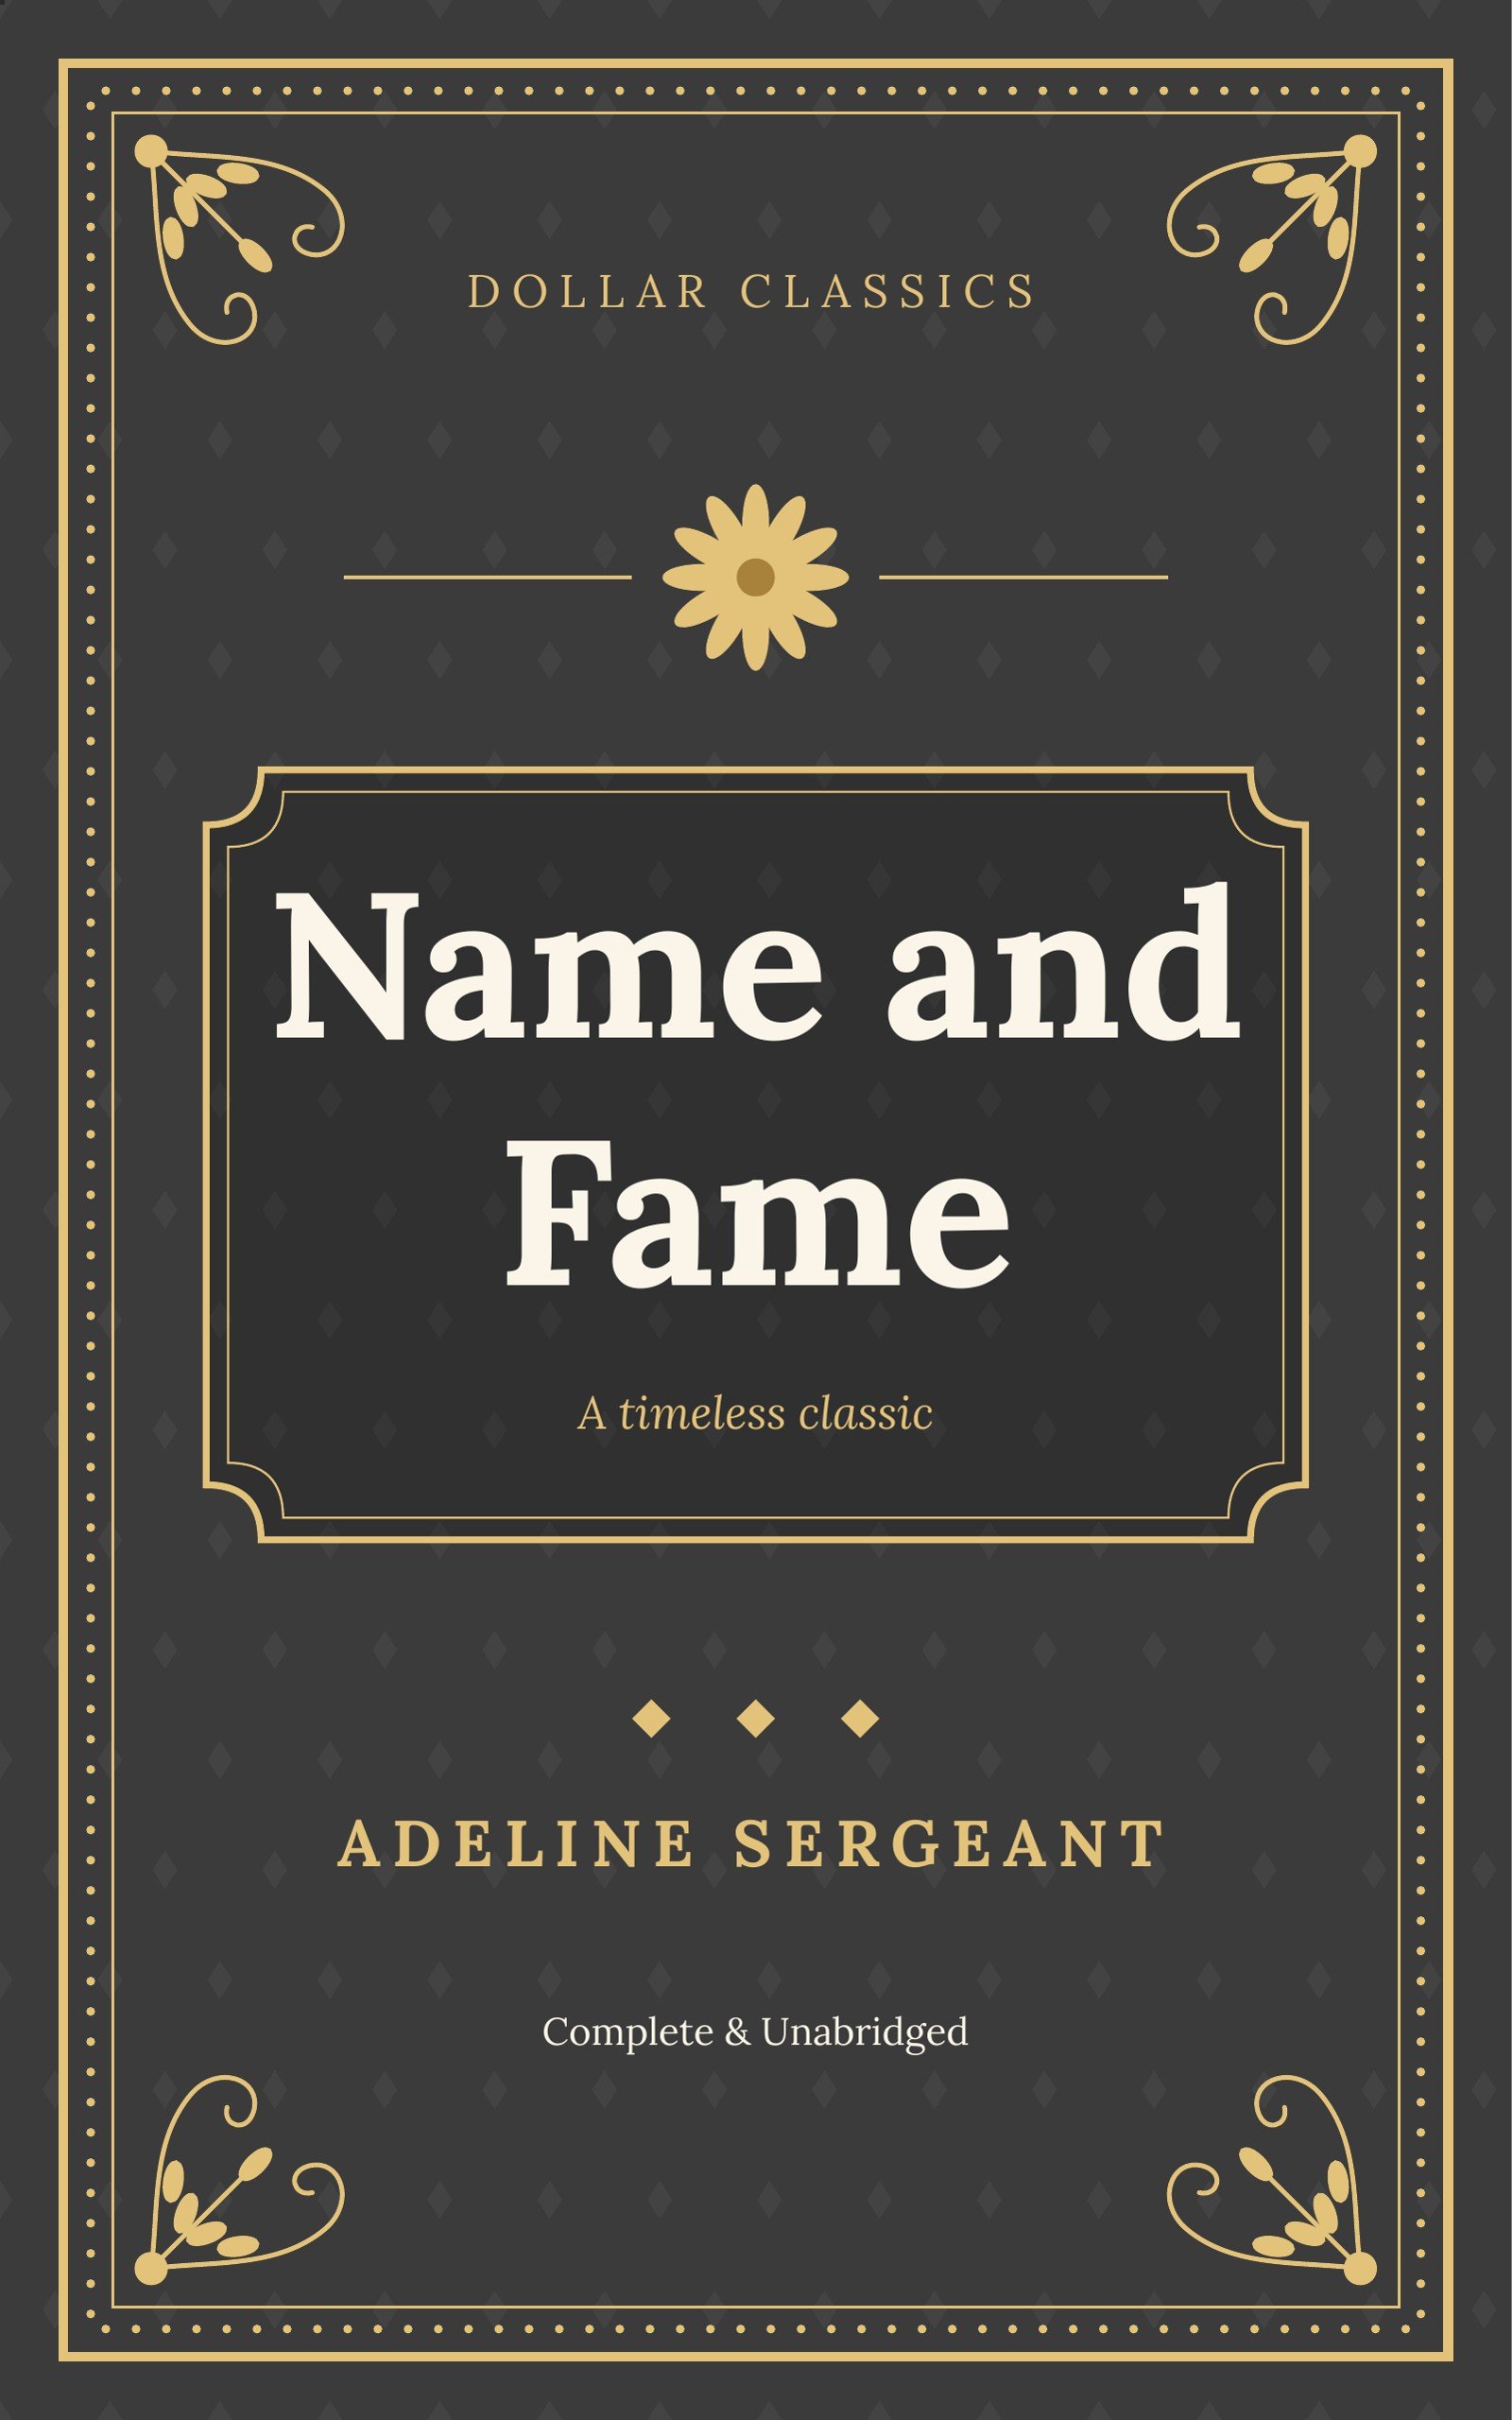 DOLLAR CLASSICS
Name and
Fame
A timeless classic
ADELINE SERGEANT
Complete & Unabridged